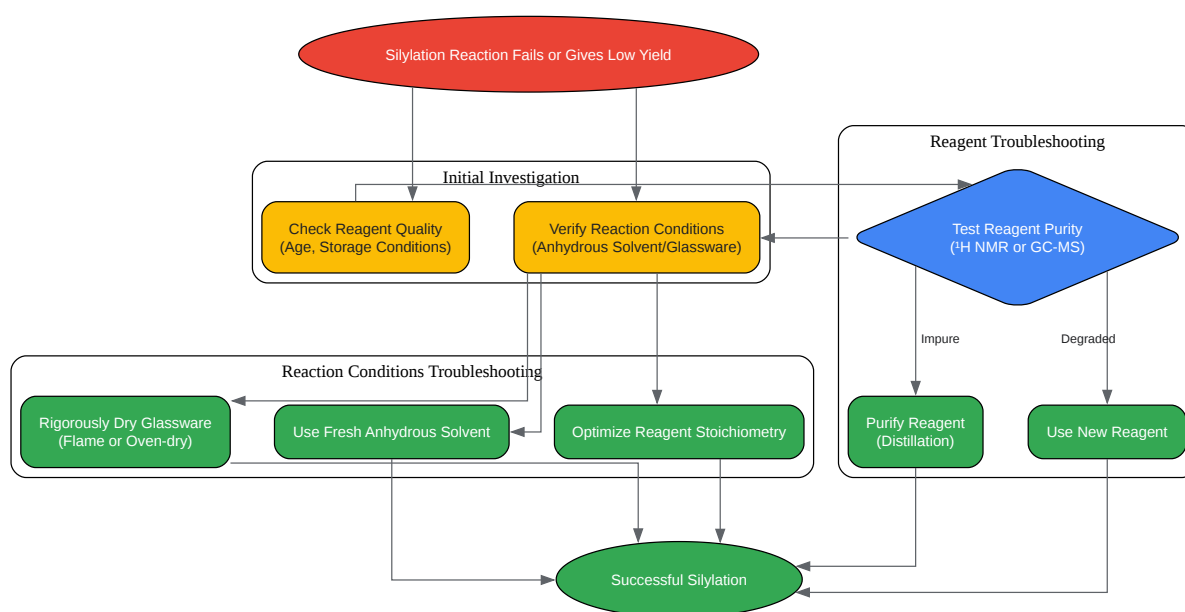 Silylation Reaction Fails or Gives Low Yield
Reagent Troubleshooting
Initial Investigation
Check Reagent Quality
(Age, Storage Conditions)
Verify Reaction Conditions
(Anhydrous Solvent/Glassware)
Test Reagent Purity
(¹H NMR or GC-MS)
Impure
Degraded
Reaction Conditions Troubleshooting
Rigorously Dry Glassware
(Flame or Oven-dry)
Use Fresh Anhydrous Solvent
Optimize Reagent Stoichiometry
Purify Reagent
(Distillation)
Use New Reagent
Successful Silylation